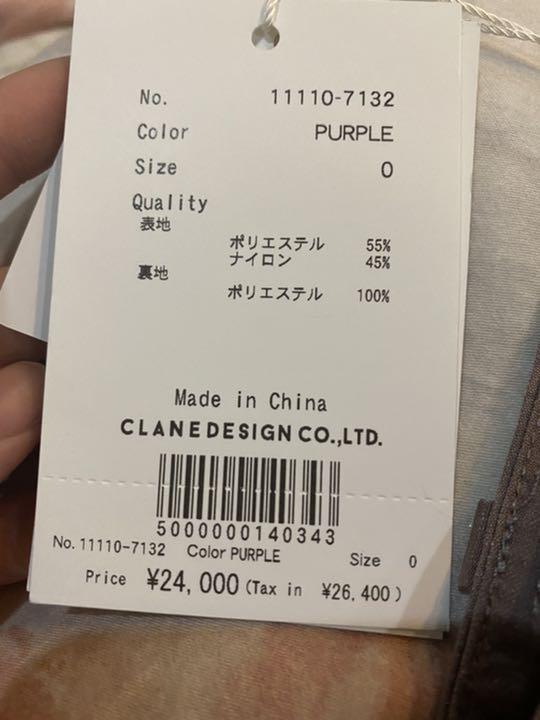 No. 11110-7132
Color PURPLE
Size 0
Quality
表地
ポリエステル 55%
ナイロン 45%
裏地
ポリエステル 100%
Made in China
CLANEDESIGN CO.,LTD.
5000000140343
No. 11110-7132 Color PURPLE Size 0
Price ¥24,000 (Tax in ¥26,400)